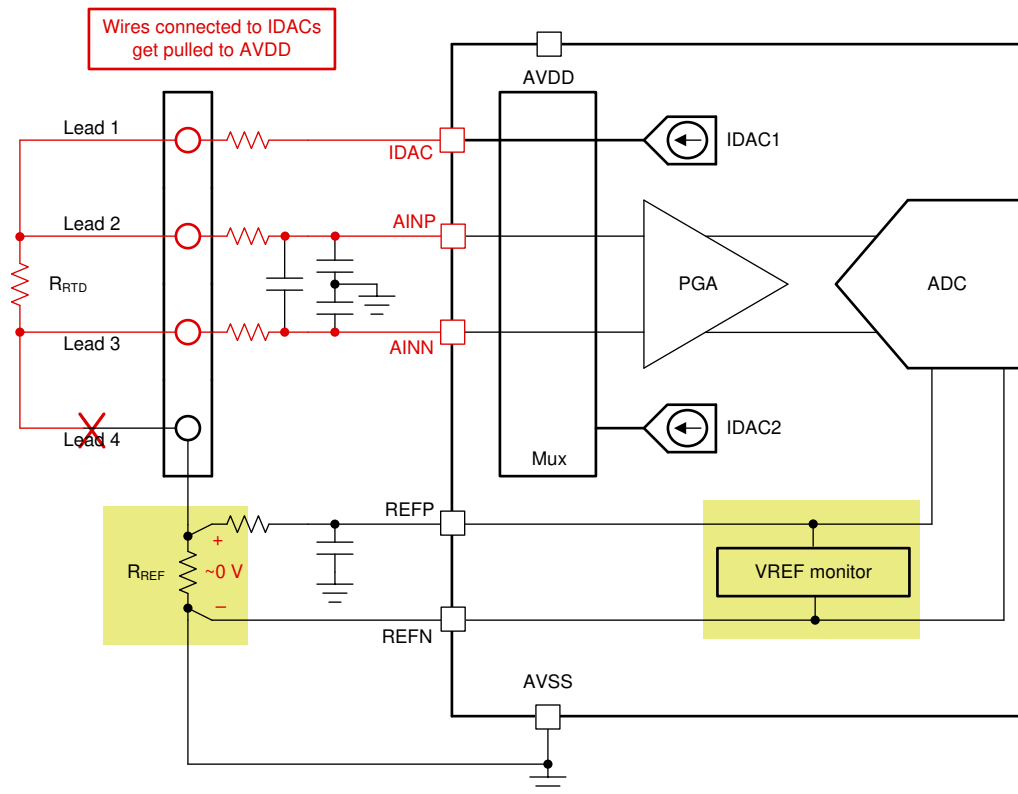 Wires connected to IDACs
get pulled to AVDD
AVDD
Lead 1
IDAC
IDAC1
Lead 2
AINP
RRTD
PGA
ADC
Lead 3
AINN
Lead 4
IDAC2
Mux
REFP
+
RREF
~0 V
VREF monitor
–
REFN
AVSS